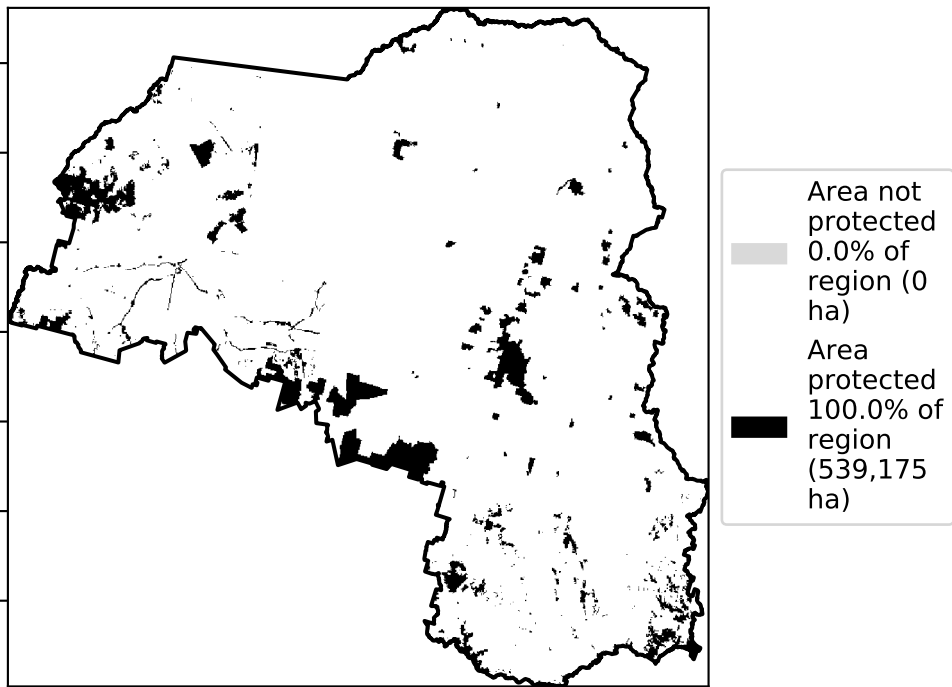 Area not
protected
0.0% of
region (0
ha)
Area
protected
100.0% of
region
(539,175
ha)